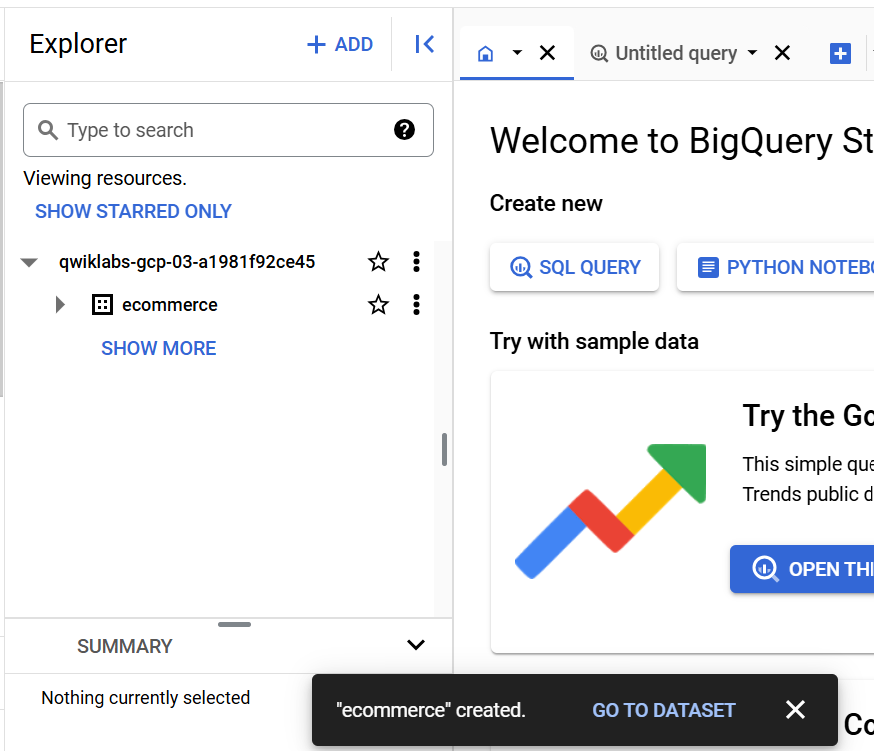 Explorer
ADD
Untitled query
Type to search
Viewing resources.
SHOW STARRED ONLY
qwiklabs-gcp-03-a1981f92ce45
ecommerce
SHOW MORE
SUMMARY
Nothing currently selected
Welcome to BigQuery St
Create new
SQL QUERY
PYTHON NOTEBO
Try with sample data
Try the Go
This simple que
Trends public d
OPEN THI
"ecommerce" created.
GO TO DATASET
Co